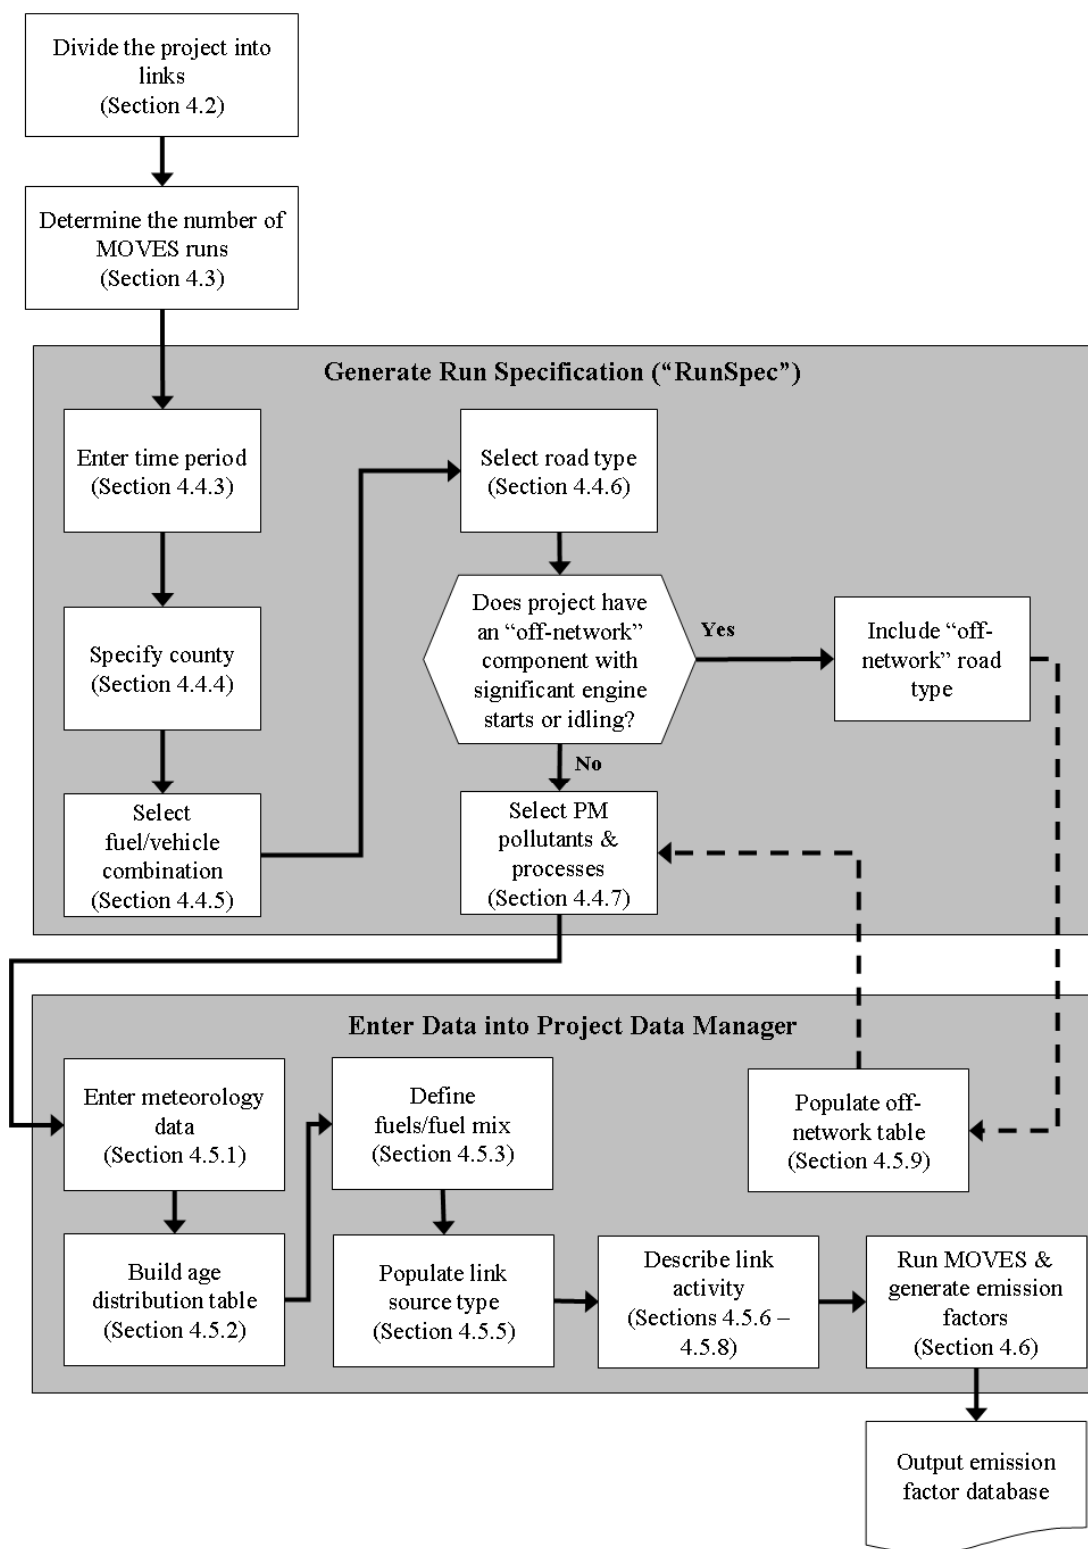 Divide the project into
links
(Section 4.2)
Determine the number of
MOVES runs
(Section 4.3)
Generate Run Specification (“RunSpec”)
Enter time period
(Section 4.4.3)
Specify county
(Section 4.4.4)
Select
fuel/vehicle
combination
(Section 4.4.5)
Select road type
(Section 4.4.6)
Does project have
an “off-network”
component with
significant engine
starts or idling?
Yes
Include “off-
network” road
type
No
Select PM
pollutants &
processes
(Section 4.4.7)
Enter Data into Project Data Manager
Enter meteorology
data
(Section 4.5.1)
Build age
distribution table
(Section 4.5.2)
Define
fuels/fuel mix
(Section 4.5.3)
Populate link
source type
(Section 4.5.5)
Describe link
activity
(Sections 4.5.6 –
4.5.8)
Populate off-
network table
(Section 4.5.9)
Run MOVES &
generate emission
factors
(Section 4.6)
Output emission
factor database